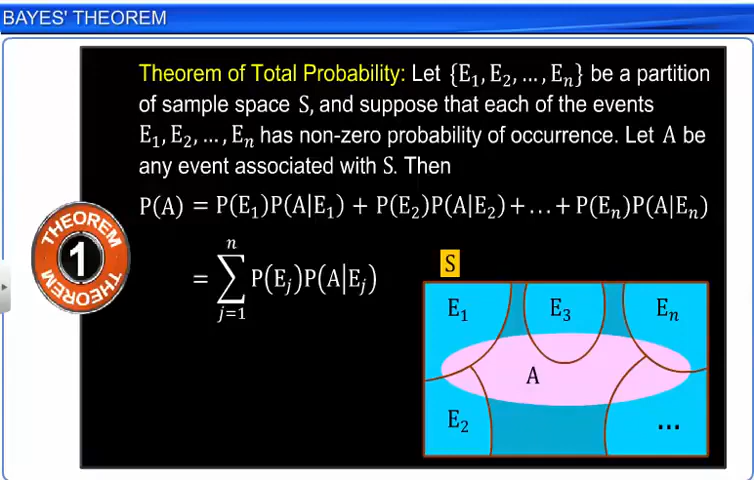 BAYES' THEOREM
Theorem of Total Probability: Let {E₁, E₂, ..., Eₙ} be a partition
of sample space S, and suppose that each of the events
E₁, E₂, ..., Eₙ has non-zero probability of occurrence. Let A be
any event associated with S. Then
P(A) = P(E₁)P(A|E₁) + P(E₂)P(A|E₂)+...+P(Eₙ)P(A|Eₙ)
THEOREM
1
THEOREM
n
= ∑ P(Eⱼ)P(A|Eⱼ)
j=1
S
E₁ E₃ Eₙ
A
E₂ ...